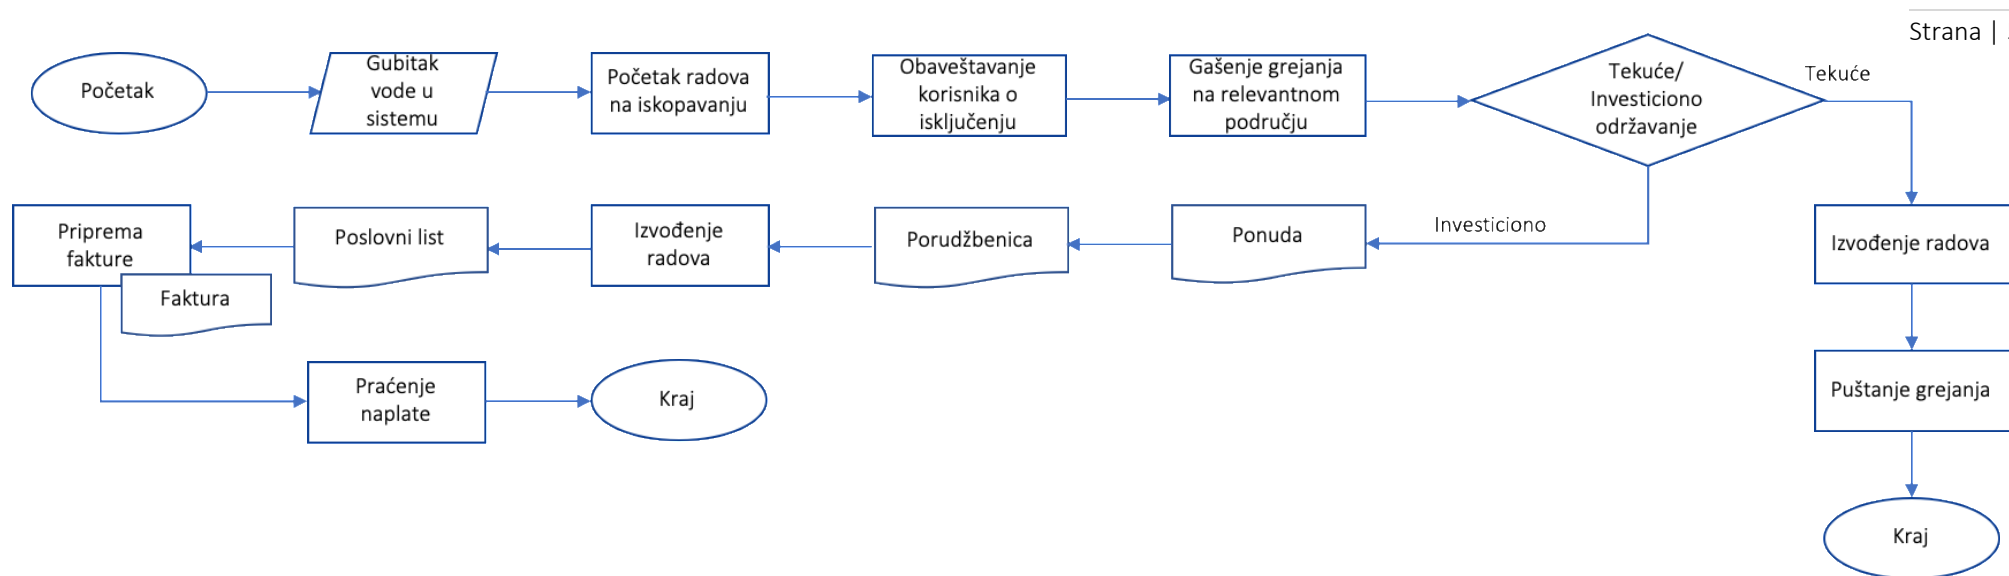 Strana |
Početak
Gubitak
vode u
sistemu
Početak radova
na iskopavanju
Obaveštavanje
korisnika o
isključenju
Gašenje grejanja
na relevantnom
području
Tekuće/
Investiciono
održavanje
Tekuće
Priprema
fakture
Faktura
Poslovni list
Izvođenje
radova
Porudžbenica
Ponuda
Investiciono
Izvođenje radova
Praćenje
naplate
Kraj
Puštanje grejanja
Kraj